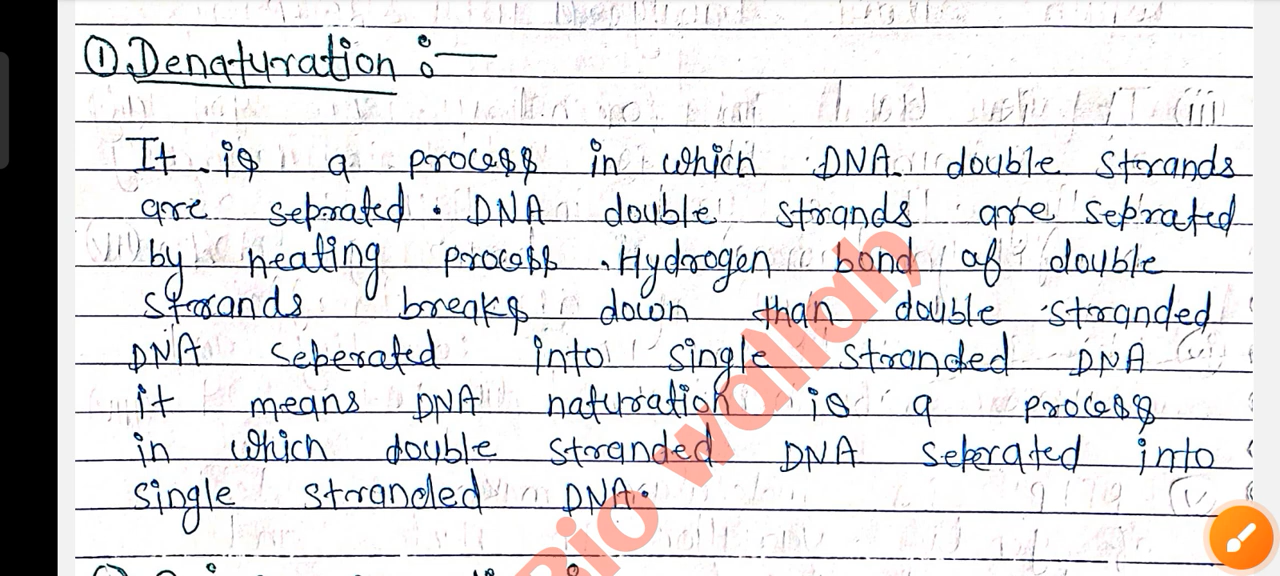 ① Denaturation :—
It is a process in which DNA double strands
are seprated. DNA double strands are seprated
by heating process. Hydrogen bond of double
strands breaks down than double stranded
DNA seberated into single stranded DNA
it means DNA naturation is a process
in which double stranded DNA seberated into
single stranded DNA.
Bio wallah